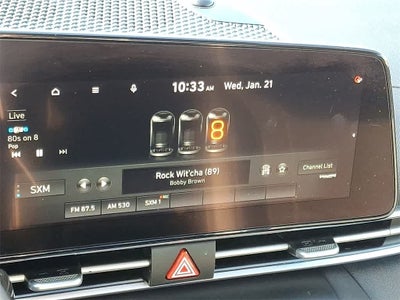 10:33 AM Wed, Jan. 21
Live
80s on 8
Pop
8
Rock Wit'cha (89)
Bobby Brown
SXM
Channel List
FM 87.5
AM 530
SXM 1